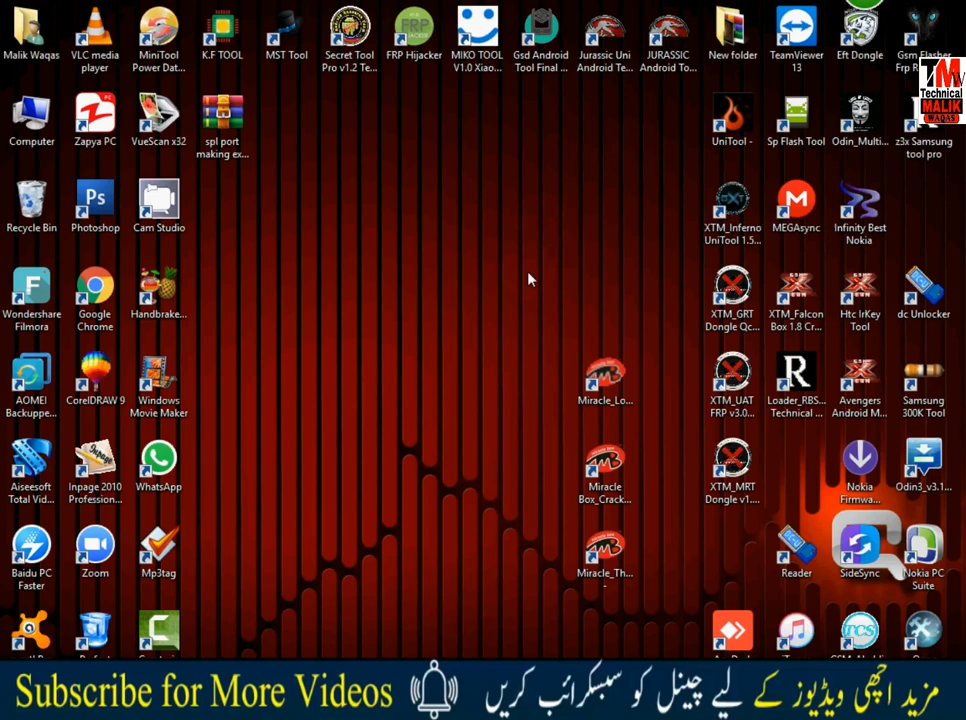 Malik Waqas
VLC media player
MiniTool Power Dat...
K.F TOOL
MST Tool
Secret Tool Pro v1.2 Te...
FRP Hijacker
MIKO TOOL V1.0 Xiao...
Gsd Android Tool Final ...
Jurassic Uni Android Te...
JURASSIC Android To...
New folder
TeamViewer 13
Eft Dongle
Gsm Flasher
TM
Technical
MALIK
WAQAS
Computer
Zapya PC
VueScan x32
spl port making ex...
UniTool -
Sp Flash Tool
Odin_Multi...
z3x Samsung tool pro
Recycle Bin
Ps
Photoshop
Cam Studio
XTM_Inferno UniTool 1.5...
MEGAsync
Infinity Best Nokia
Wondershare Filmora
Google Chrome
Handbrake...
XTM_GRT Dongle Qc...
XTM_Falcon Box 1.8 Cr...
Htc IrKey Tool
dc Unlocker
AOMEI Backuppe...
CorelDRAW 9
Windows Movie Maker
Miracle_Lo...
XTM_UAT FRP v3.0...
R
Loader_RBS... Technical ...
Avengers Android M...
Samsung 300K Tool
Aiseesoft Total Vid...
Inpage 2010 Profession...
WhatsApp
Miracle Box_Crack...
XTM_MRT Dongle v1....
Nokia Firmwa...
Odin3_v3.1...
Baidu PC Faster
Zoom
Mp3tag
Miracle_Th... -
Reader
SideSync
Nokia PC Suite
Subscribe for More Videos
مزید اچھی ویڈیوز کے لیے چینل کو سبسکرائب کریں